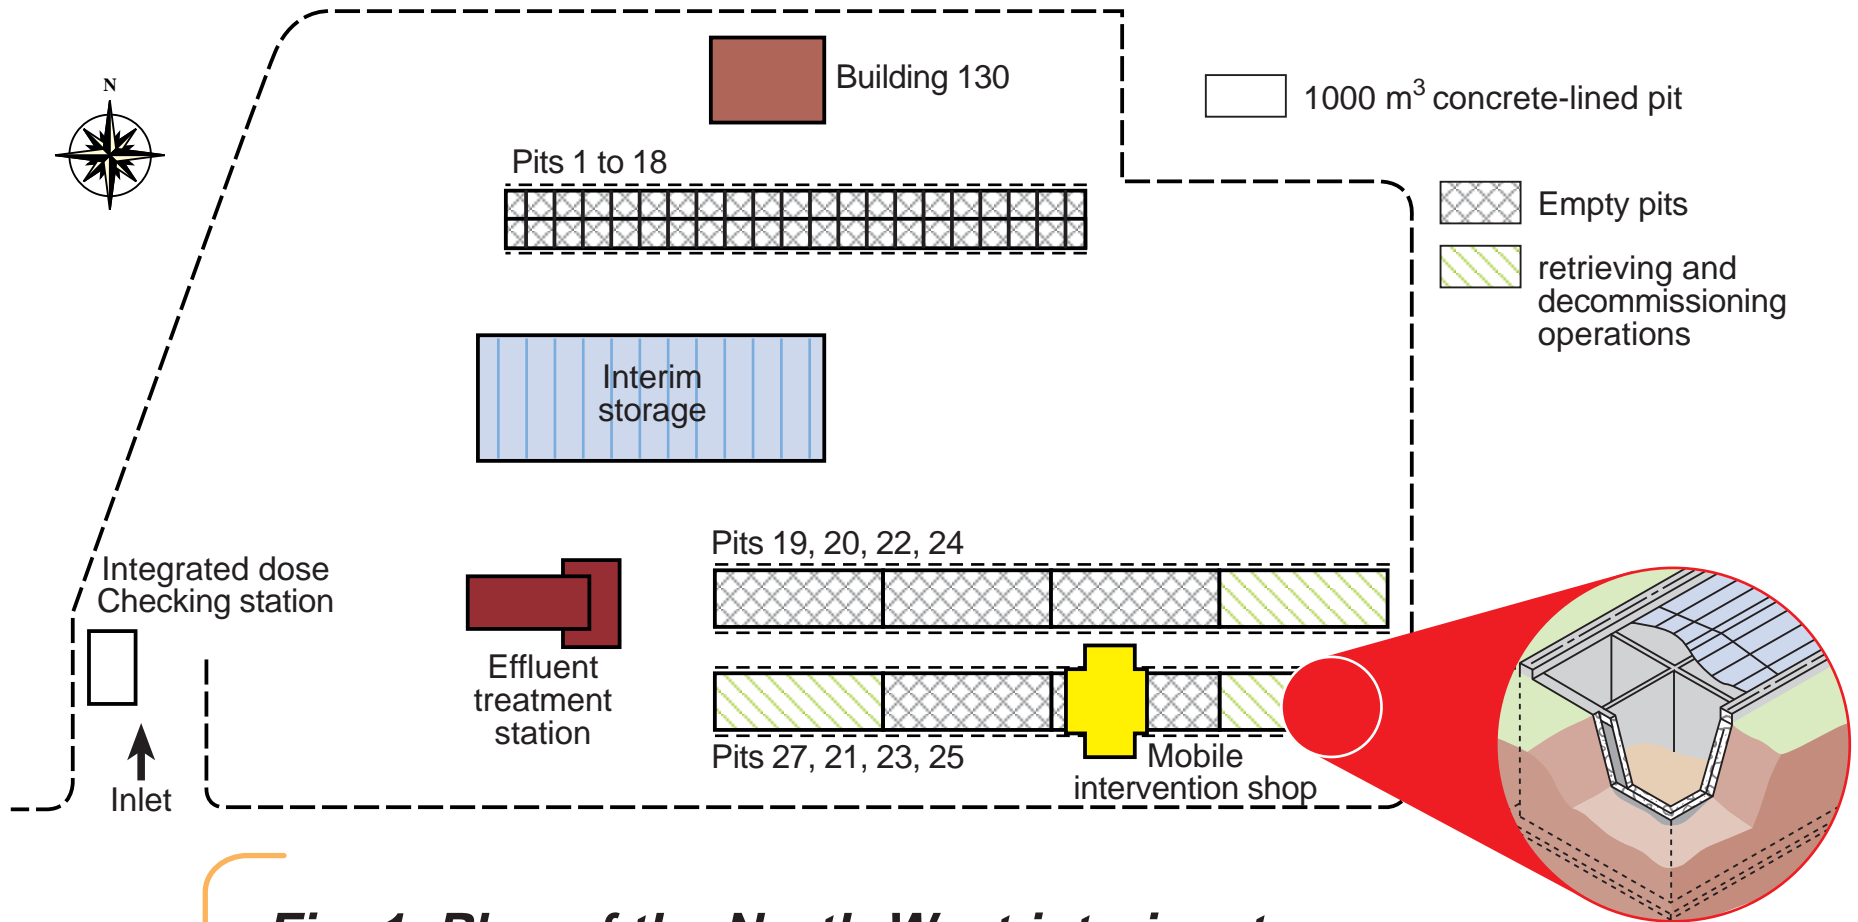 N
Building 130
1000 m³ concrete-lined pit
Pits 1 to 18
Empty pits
retrieving and
decommissioning
operations
Interim
storage
Integrated dose
Checking station
Pits 19, 20, 22, 24
Effluent
treatment
station
Pits 27, 21, 23, 25
Mobile
intervention shop
Inlet